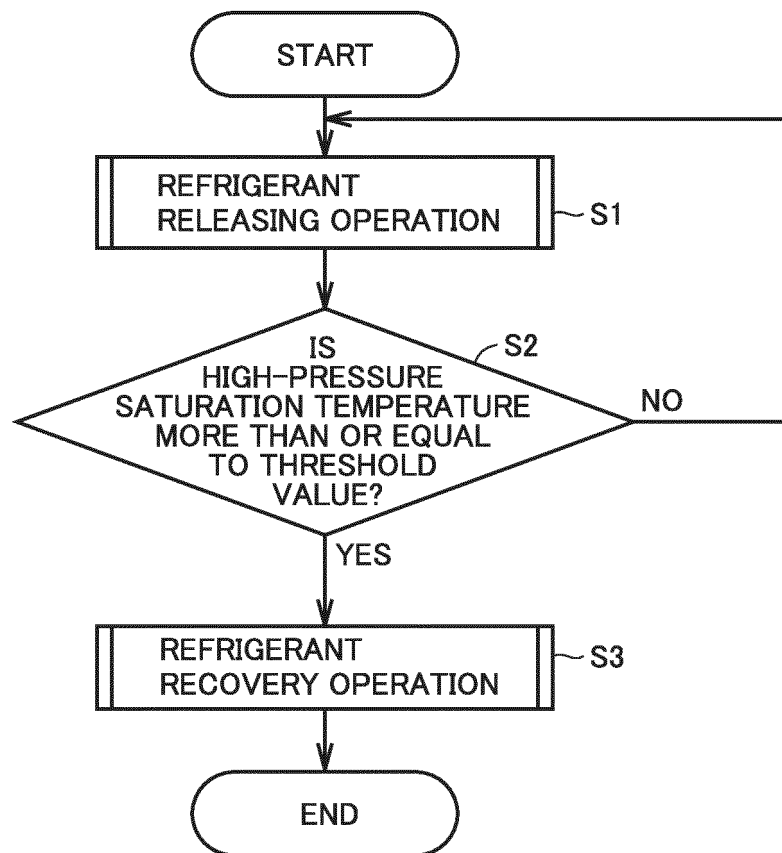 START
REFRIGERANT
RELEASING OPERATION
S1
IS
HIGH-PRESSURE
SATURATION TEMPERATURE
MORE THAN OR EQUAL
TO THRESHOLD
VALUE?
S2
NO
YES
REFRIGERANT
RECOVERY OPERATION
S3
END